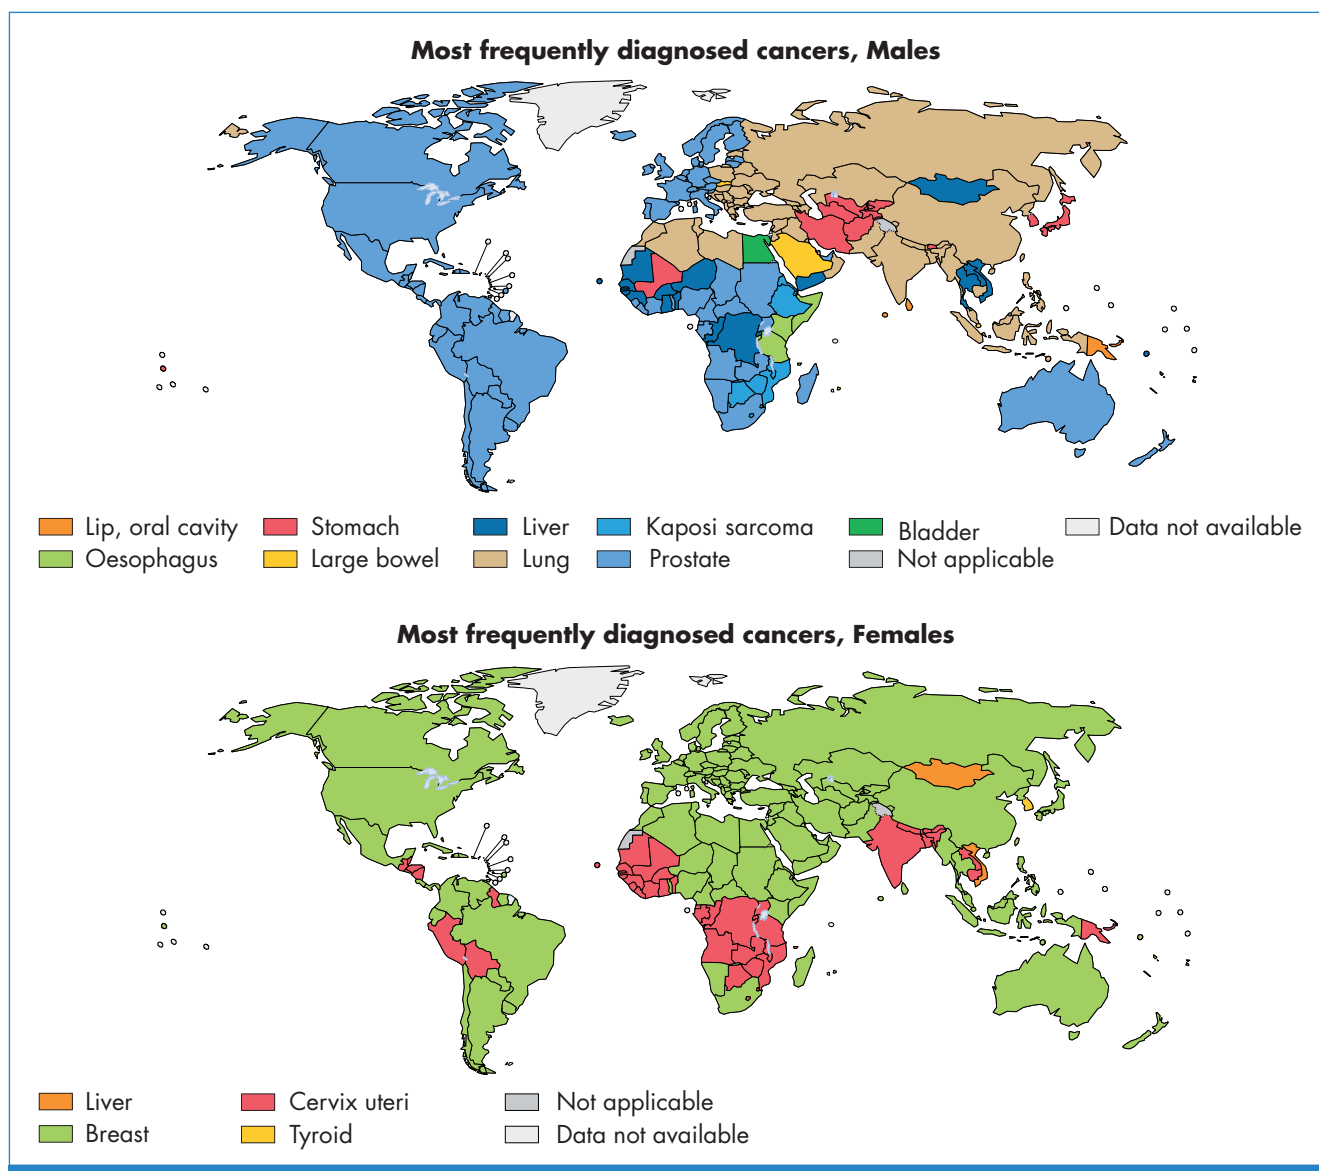 Most frequently diagnosed cancers, Males
Lip, oral cavity
Stomach
Liver
Kaposi sarcoma
Bladder
Data not available
Oesophagus
Large bowel
Lung
Prostate
Not applicable
Most frequently diagnosed cancers, Females
Liver
Cervix uteri
Not applicable
Breast
Tyroid
Data not available